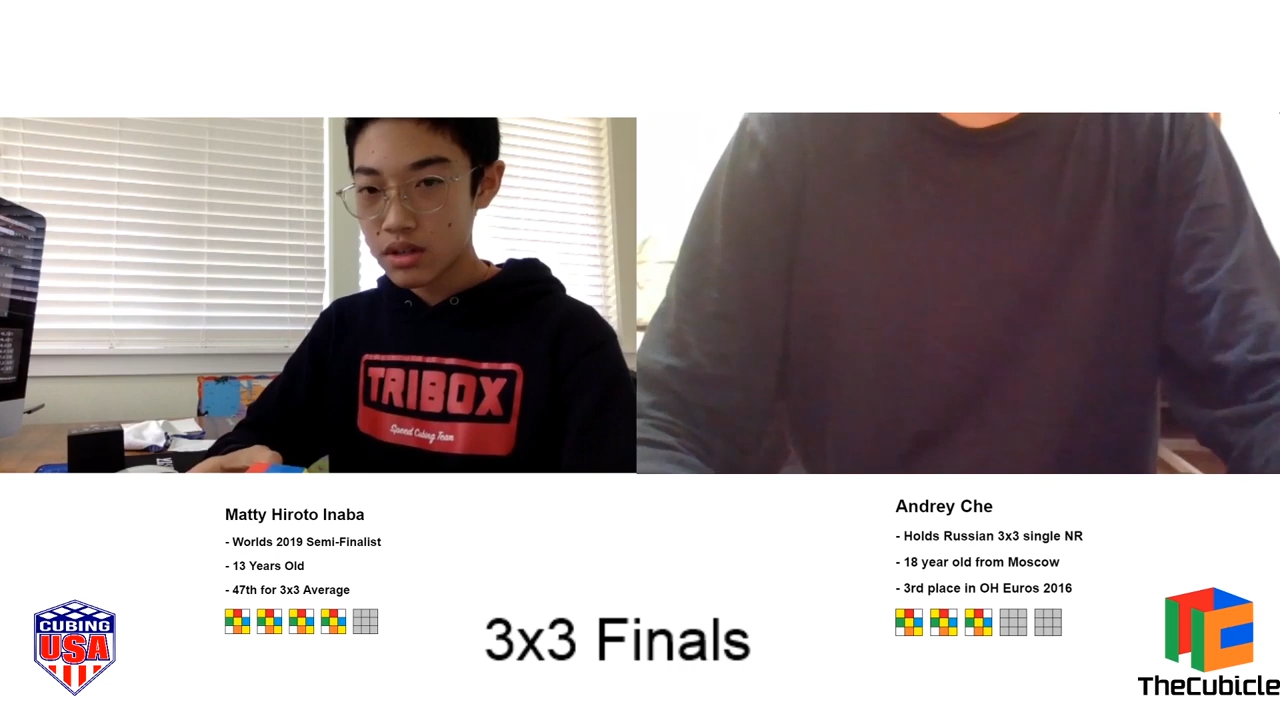 TRIBOX
Speed Cubing Team
Matty Hiroto Inaba
- Worlds 2019 Semi-Finalist
- 13 Years Old
- 47th for 3x3 Average
Andrey Che
- Holds Russian 3x3 single NR
- 18 year old from Moscow
- 3rd place in OH Euros 2016
CUBING
USA
3x3 Finals
TheCubicle